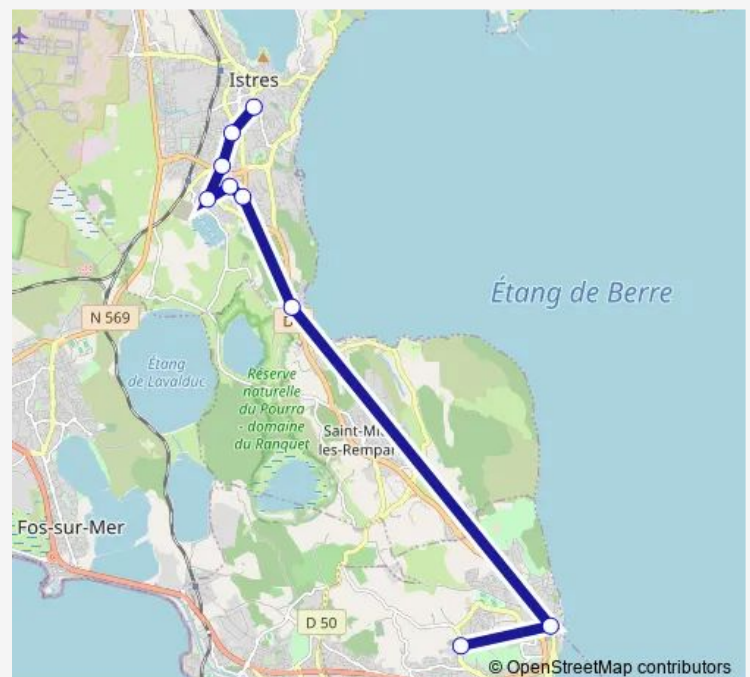 Istres
Étang de Berre
N 569
D
Étang
de Lavalduc
Réserve
naturelle
du Pourra
- domaine
du Ranquet
Saint-Mi
les-Rempar
Fos-sur-Mer
D 50
© OpenStreetMap contributors